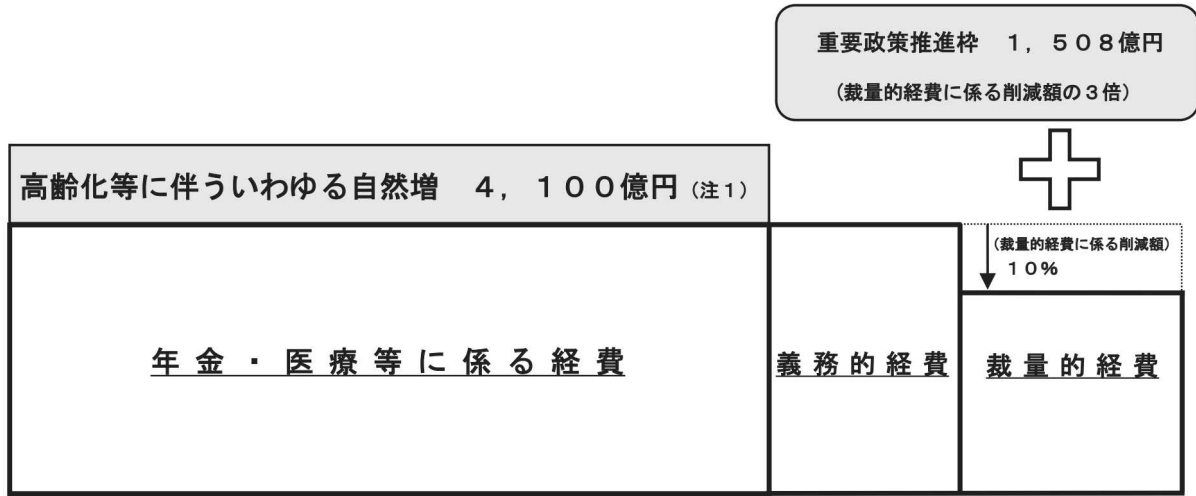 重要政策推進枠　１，５０８億円
（裁量的経費に係る削減額の３倍）
高齢化等に伴ういわゆる自然増　４，１００億円（注１）
（裁量的経費に係る削減額）
１０％
年金・医療等に係る経費
義務的経費
裁量的経費